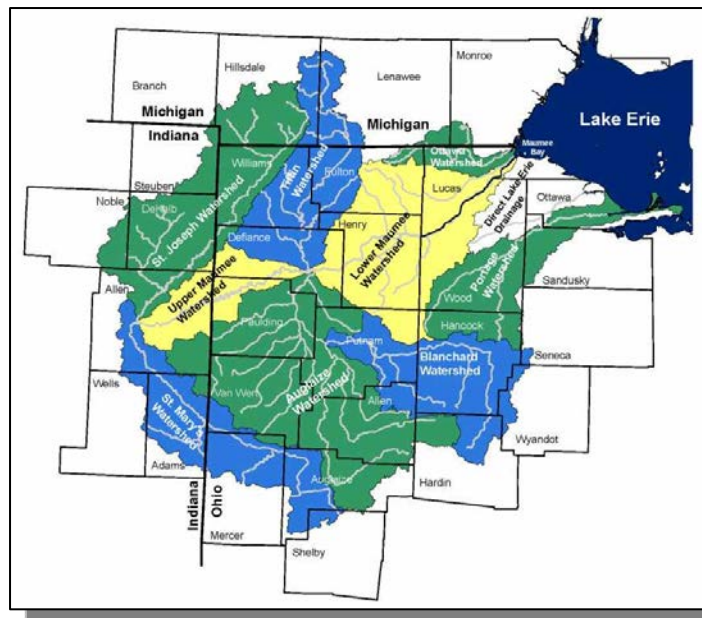 Monroe
Hillsdale
Lenawee
Branch
Michigan
Indiana
Michigan
Lake Erie
Maumee
Bay
Ottawa
Watershed
Williams
Tiffin
Watershed
Fulton
Lucas
Steuben
Noble
DeKalb
St. Joseph Watershed
Direct Lake Erie
Drainage
Ottawa
Henry
Defiance
Lower Maumee
Watershed
Portage
Watershed
Sandusky
Allen
Upper Maumee
Watershed
Wood
Hancock
Paulding
Putnam
Blanchard
Watershed
Seneca
Wells
Van Wert
Auglaize
Watershed
Allen
St. Mary's
Watershed
Wyandot
Adams
Auglaize
Hardin
Indiana
Ohio
Mercer
Shelby